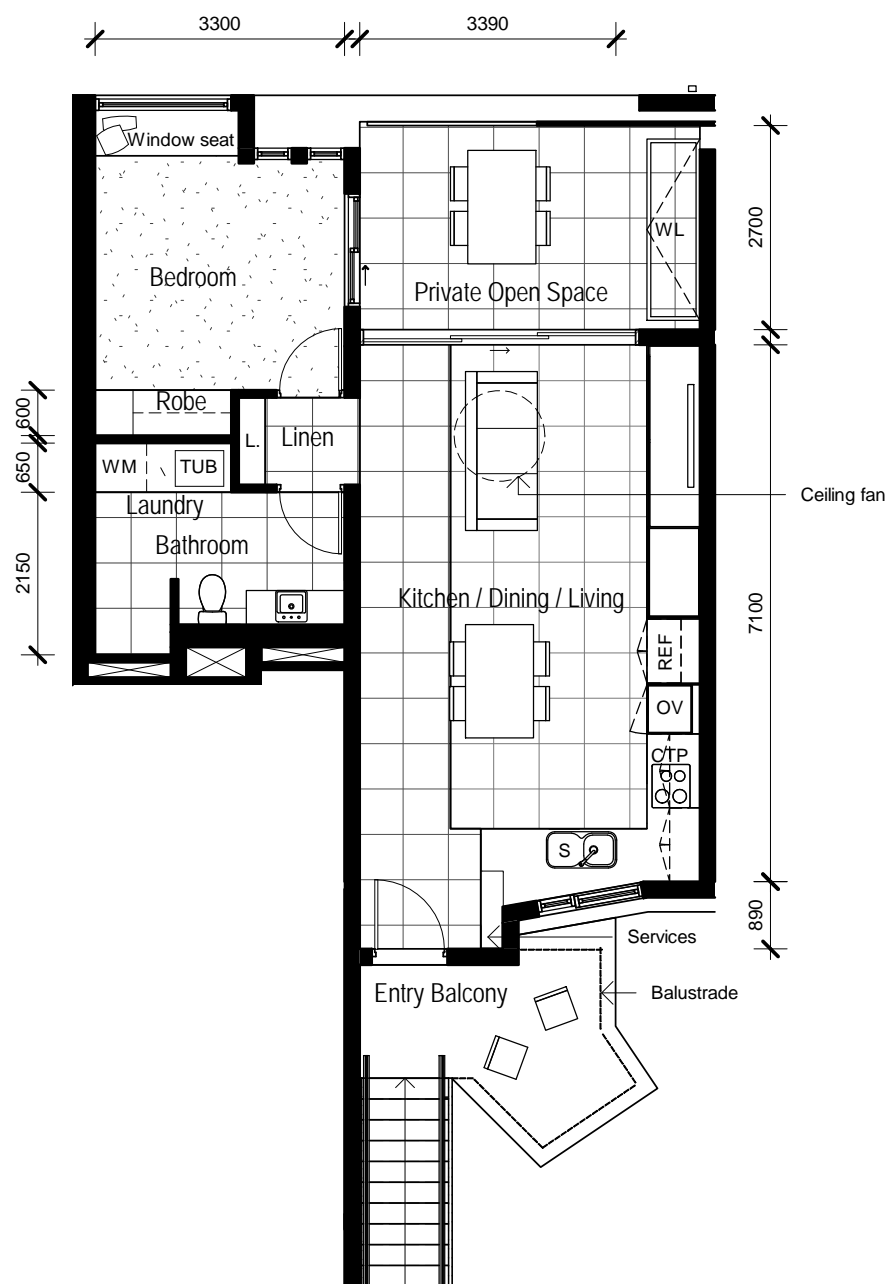 3300
3390
Window seat
2700
WL
Bedroom
Private Open Space
600
Robe
L.
Linen
650
WM
TUB
Ceiling fan
Laundry
Bathroom
2150
Kitchen / Dining / Living
7100
REF
OV
CTP
S
890
Services
Entry Balcony
Balustrade